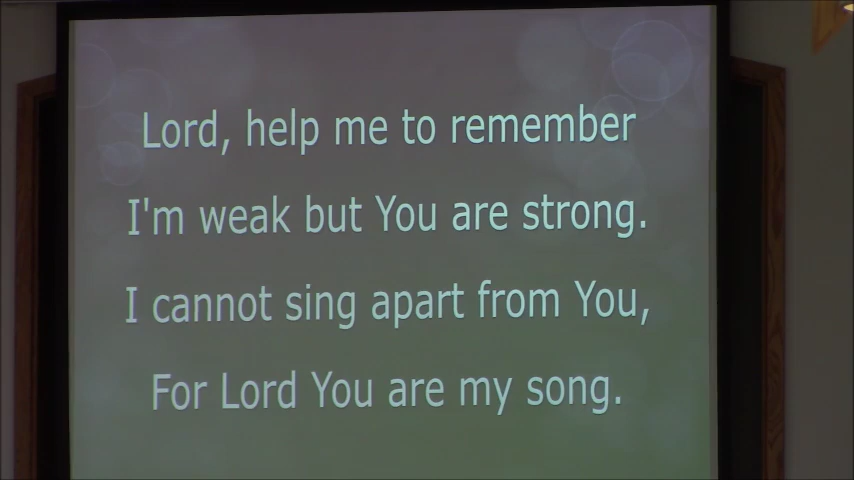 Lord, help me to remember
I'm weak but You are strong.
I cannot sing apart from You,
For Lord You are my song.